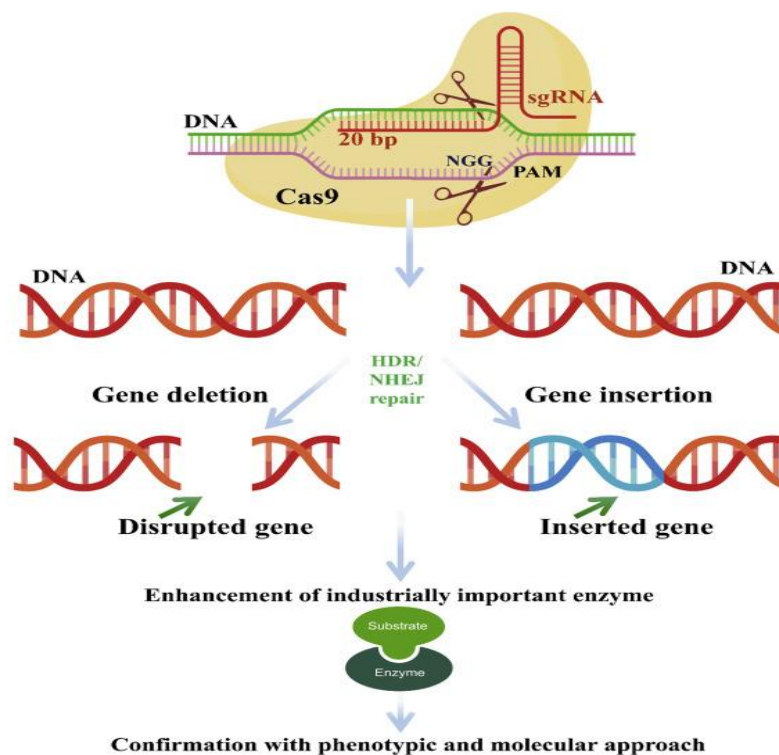 sgRNA
DNA
20 bp
NGG
PAM
Cas9
DNA
DNA
HDR/
NHEJ
repair
Gene deletion
Gene insertion
Disrupted gene
Inserted gene
Enhancement of industrially important enzyme
Substrate
Enzyme
Confirmation with phenotypic and molecular approach